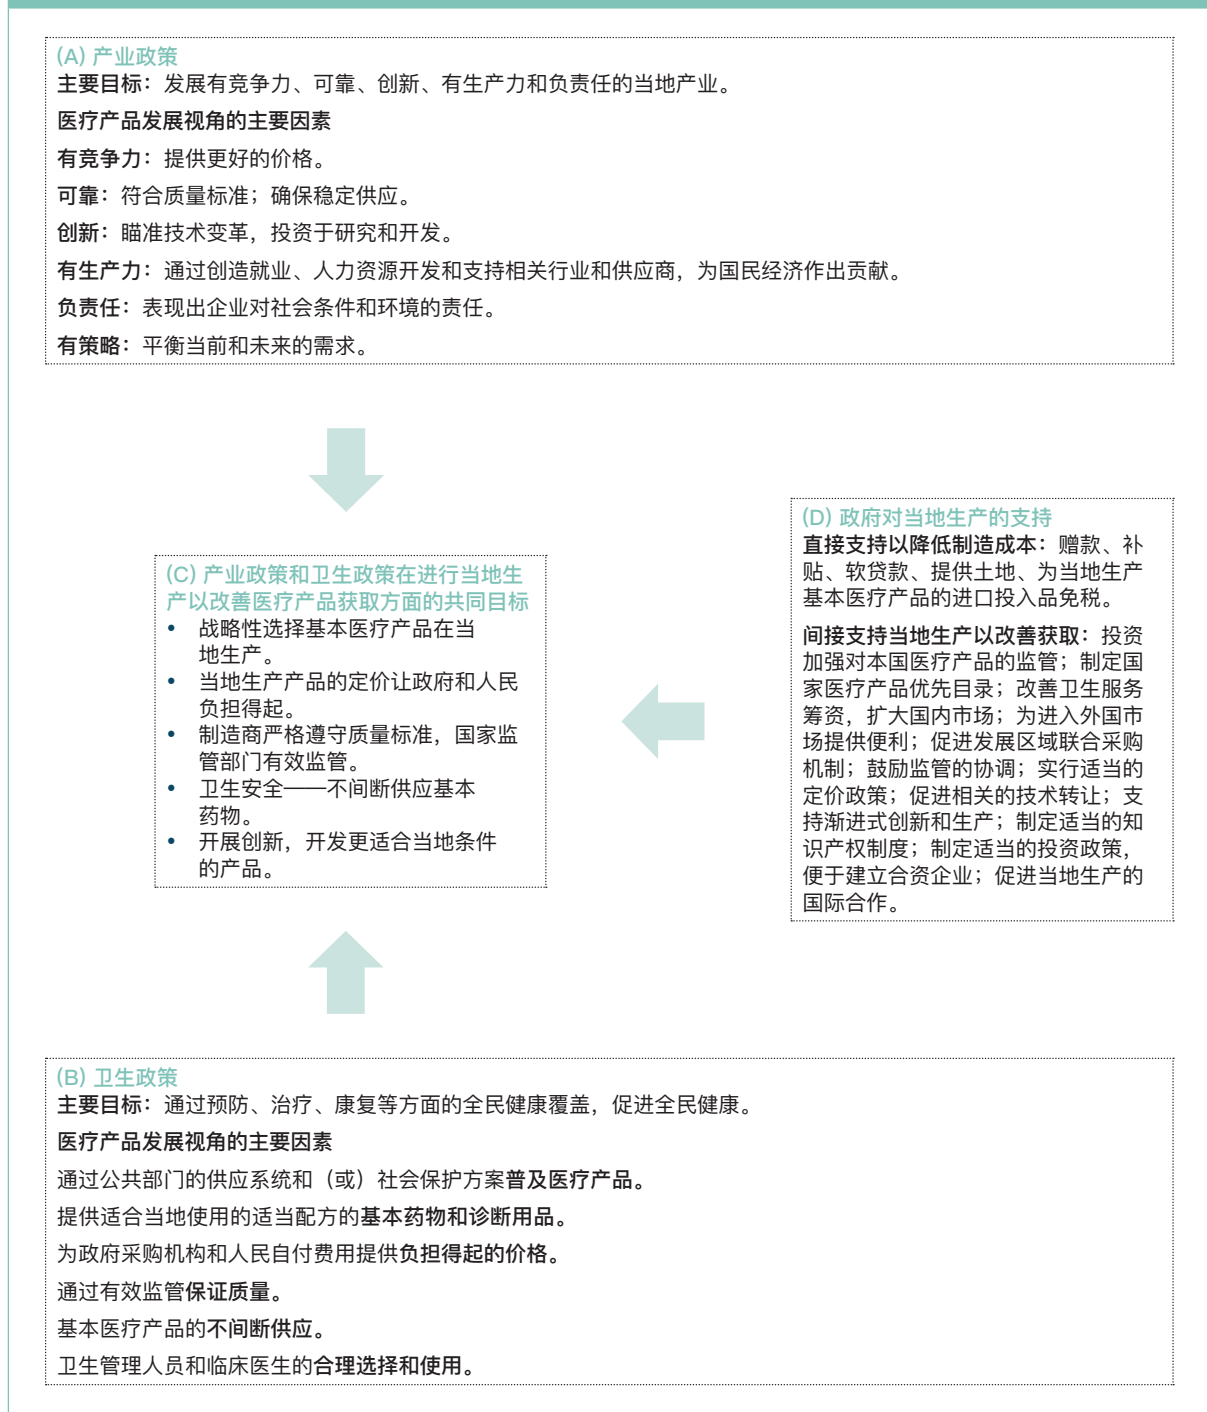 (A) 产业政策
主要目标：发展有竞争力、可靠、创新、有生产力和负责任的当地产业。
医疗产品发展视角的主要因素
有竞争力：提供更好的价格。
可靠：符合质量标准；确保稳定供应。
创新：瞄准技术变革，投资于研究和开发。
有生产力：通过创造就业、人力资源开发和支持相关行业和供应商，为国民经济作出贡献。
负责任：表现出企业对社会条件和环境的责任。
有策略：平衡当前和未来的需求。
(C) 产业政策和卫生政策在进行当地生
产以改善医疗产品获取方面的共同目标
• 战略性选择基本医疗产品在当
地生产。
• 当地生产产品的定价让政府和人民
负担得起。
• 制造商严格遵守质量标准，国家监
管部门有效监管。
• 卫生安全——不间断供应基本
药物。
• 开展创新，开发更适合当地条件
的产品。
(D) 政府对当地生产的支持
直接支持以降低制造成本：赠款、补
贴、软贷款、提供土地、为当地生产
基本医疗产品的进口投入品免税。
间接支持当地生产以改善获取：投资
加强对本国医疗产品的监管；制定国
家医疗产品优先目录；改善卫生服务
筹资，扩大国内市场；为进入外国市
场提供便利；促进发展区域联合采购
机制；鼓励监管的协调；实行适当的
定价政策；促进相关的技术转让；支
持渐进式创新和生产；制定适当的知
识产权制度；制定适当的投资政策，
便于建立合资企业；促进当地生产的
国际合作。
(B) 卫生政策
主要目标：通过预防、治疗、康复等方面的全民健康覆盖，促进全民健康。
医疗产品发展视角的主要因素
通过公共部门的供应系统和（或）社会保护方案普及医疗产品。
提供适合当地使用的适当配方的基本药物和诊断用品。
为政府采购机构和人民自付费用提供负担得起的价格。
通过有效监管保证质量。
基本医疗产品的不间断供应。
卫生管理人员和临床医生的合理选择和使用。